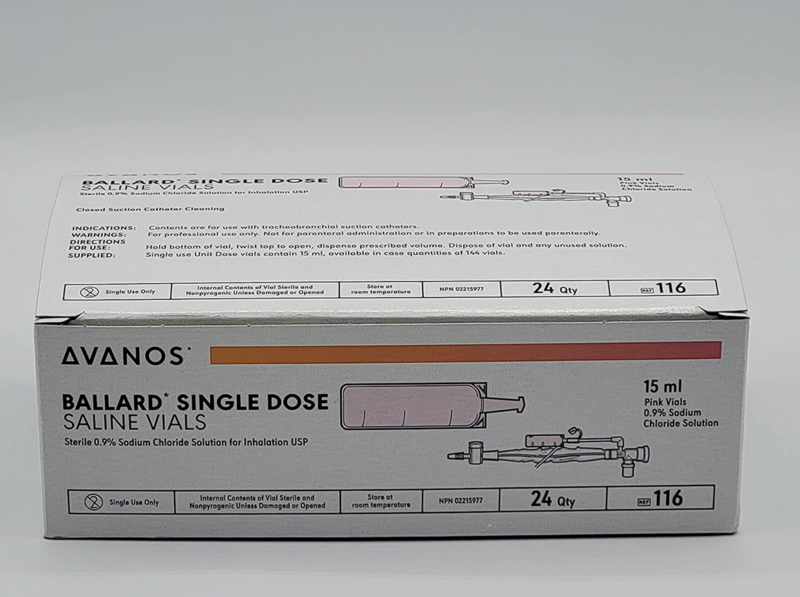 BALLARD* SINGLE DOSE
SALINE VIALS
Sterile 0.9% Sodium Chloride Solution for Inhalation USP
15 ml
Pink Vials
0.9% Sodium
Chloride Solution
Closed Suction Catheter Cleaning
INDICATIONS: Contents are for use with tracheobronchial suction catheters.
WARNINGS: For professional use only. Not for parenteral administration or in preparations to be used parenterally.
DIRECTIONS
FOR USE: Hold bottom of vial, twist top to open, dispense prescribed volume. Dispose of vial and any unused solution.
SUPPLIED: Single use Unit Dose vials contain 15 ml, available in case quantities of 144 vials.
Single Use Only
Internal Contents of Vial Sterile and
Nonpyrogenic Unless Damaged or Opened
Store at
room temperature
NPN 02215977
24 Qty
REF 116
AVANOS*
BALLARD* SINGLE DOSE
SALINE VIALS
Sterile 0.9% Sodium Chloride Solution for Inhalation USP
15 ml
Pink Vials
0.9% Sodium
Chloride Solution
Single Use Only
Internal Contents of Vial Sterile and
Nonpyrogenic Unless Damaged or Opened
Store at
room temperature
NPN 02215977
24 Qty
REF 116